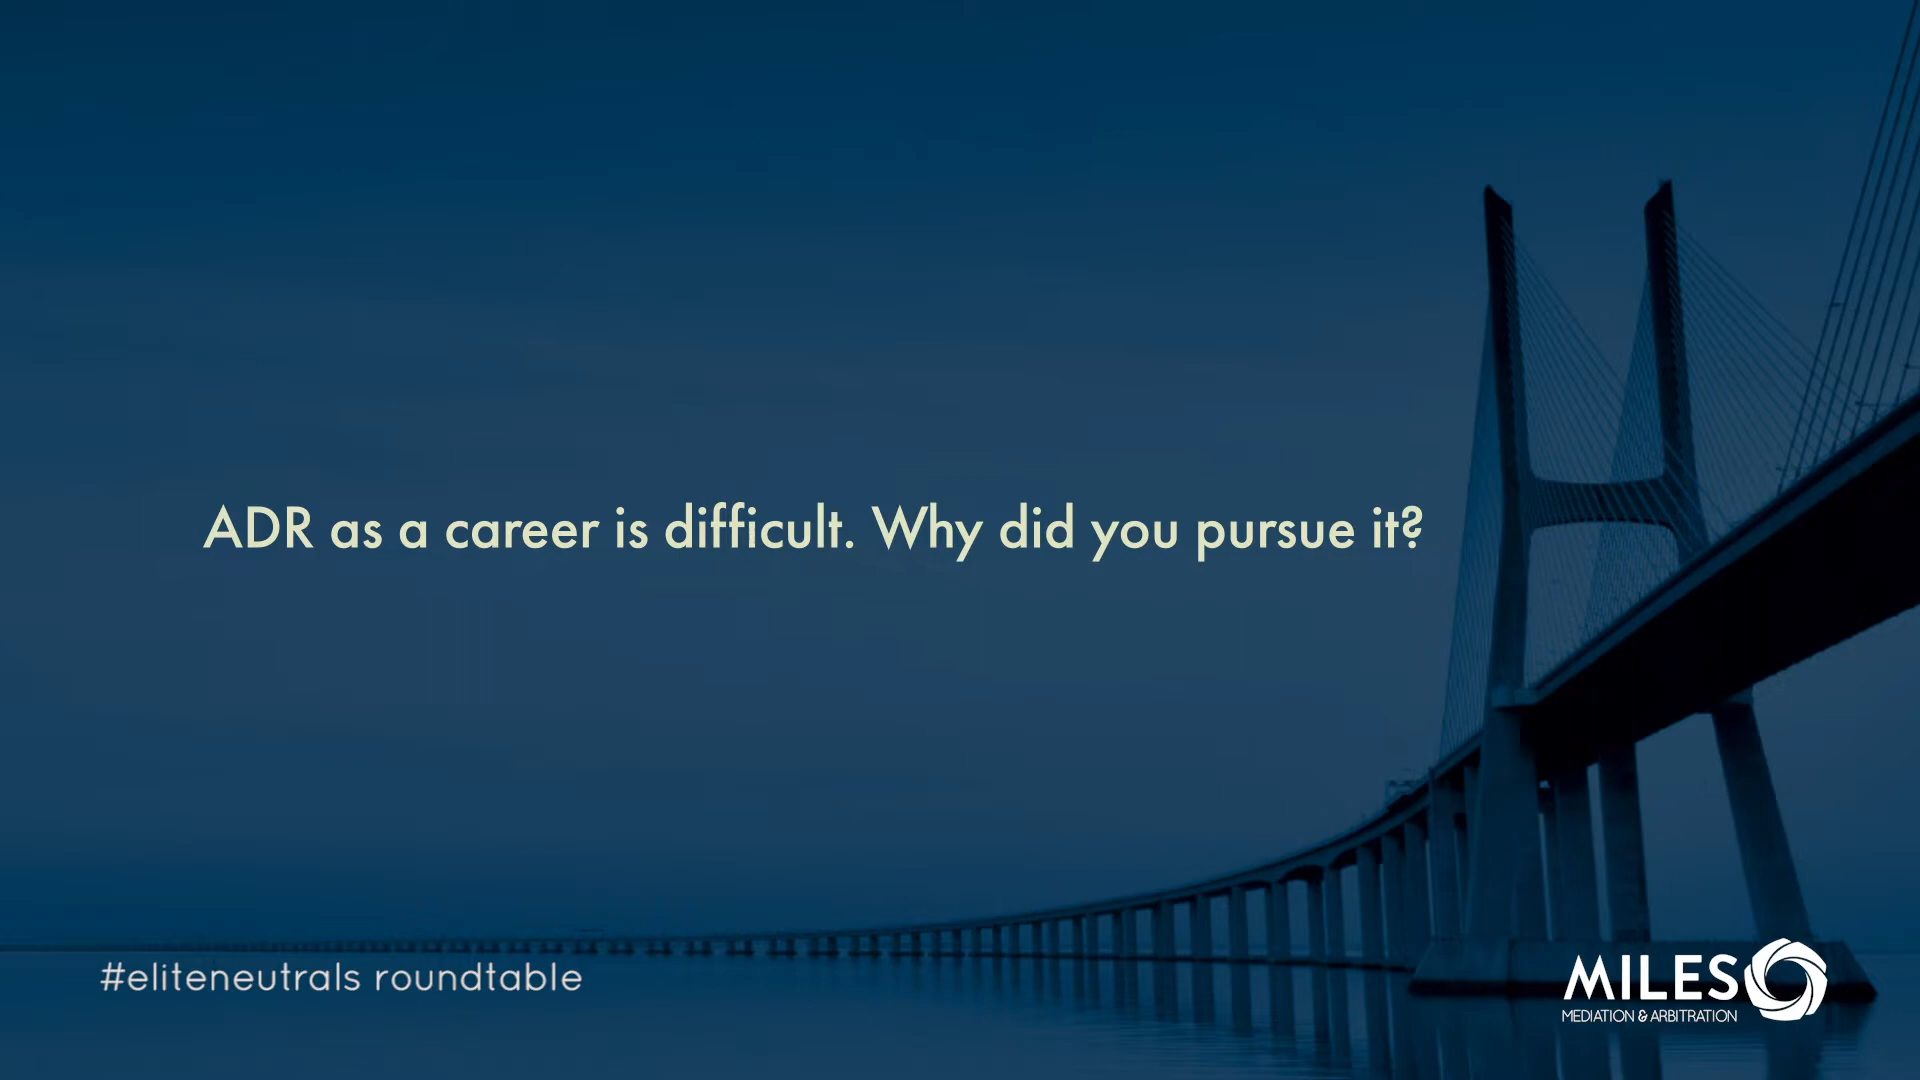 ADR as a career is difficult. Why did you pursue it?
#eliteneutrals roundtable
MILES
MEDIATION & ARBITRATION